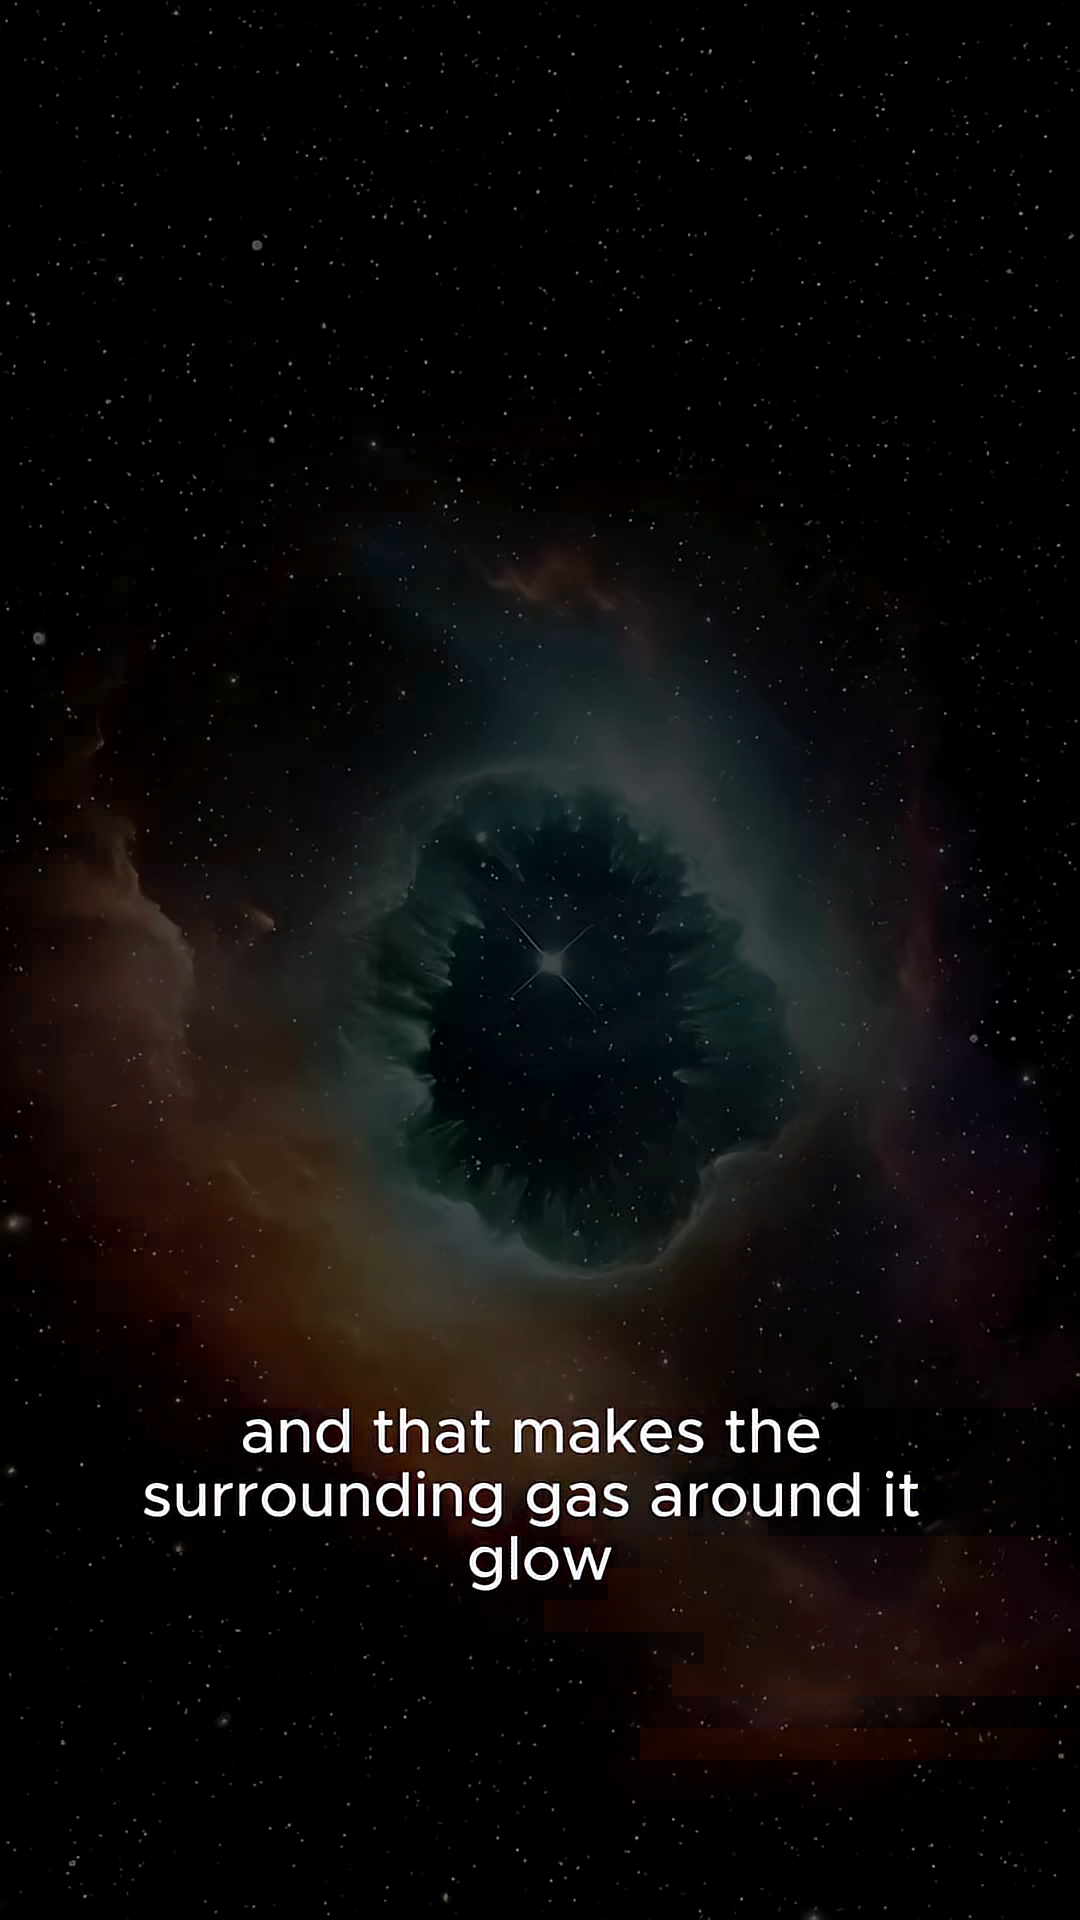 and that makes the
surrounding gas around it
glow